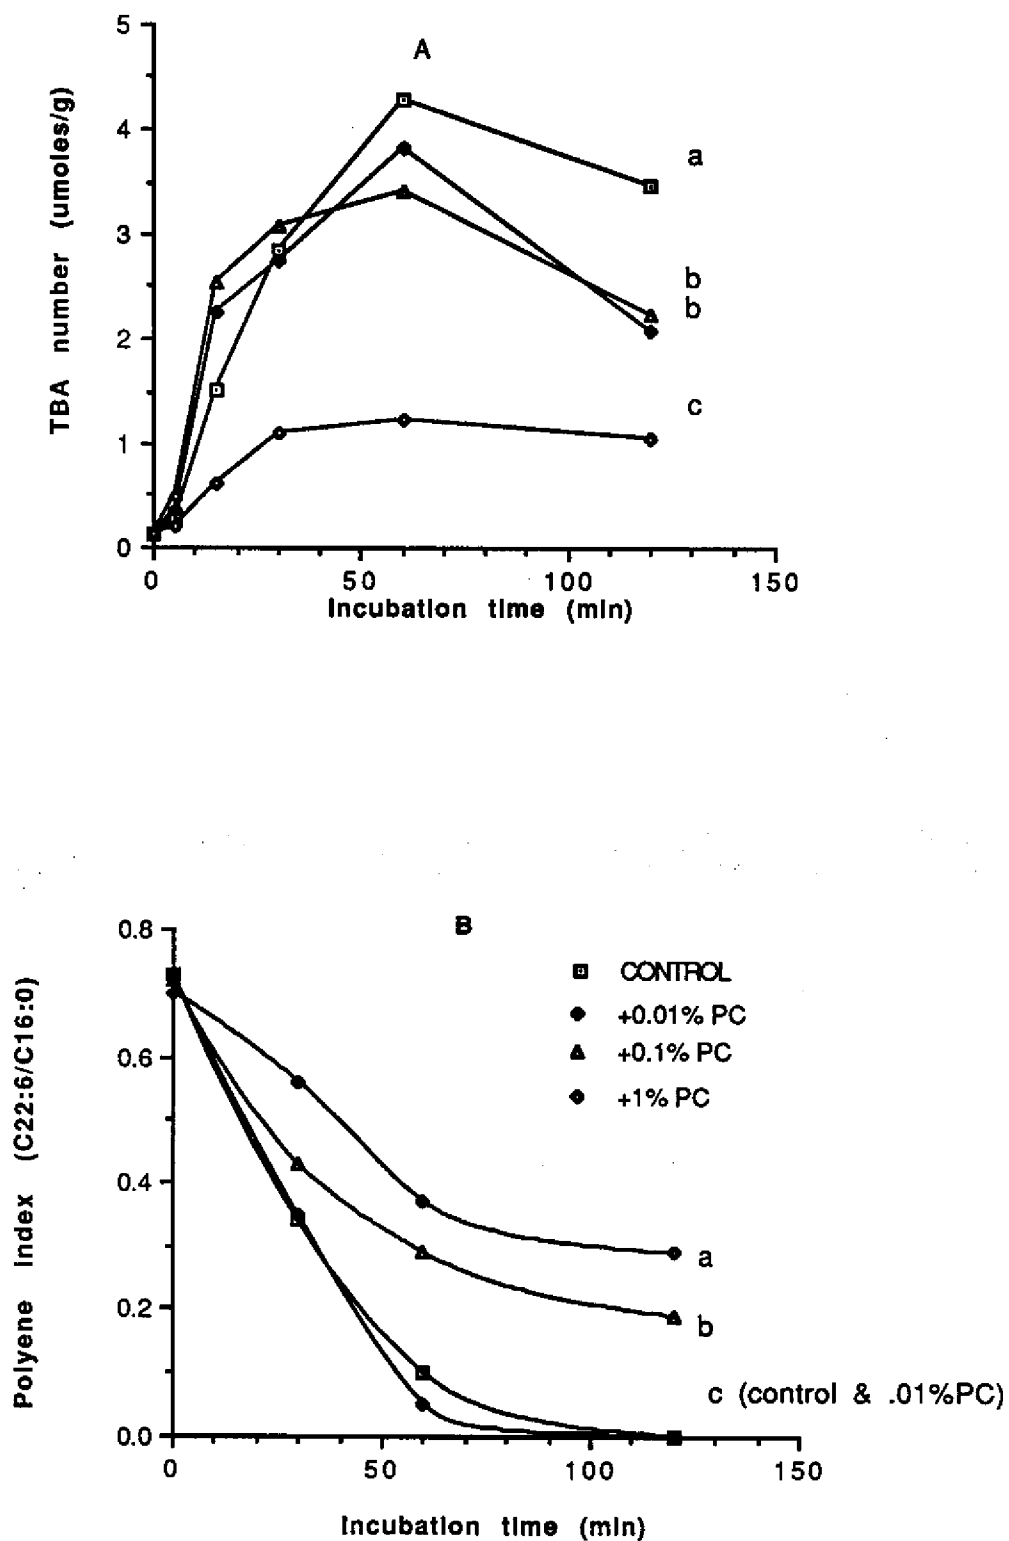 A
5
4
3
2
1
0
TBA number (umoles/g)
a
b
b
c
0 50 100 150
Incubation time (min)
B
0.8
0.6
0.4
0.2
0.0
Polyene Index (C22:6/C16:0)
CONTROL
+0.01% PC
+0.1% PC
+1% PC
a
b
c (control & .01%PC)
0 50 100 150
Incubation time (min)